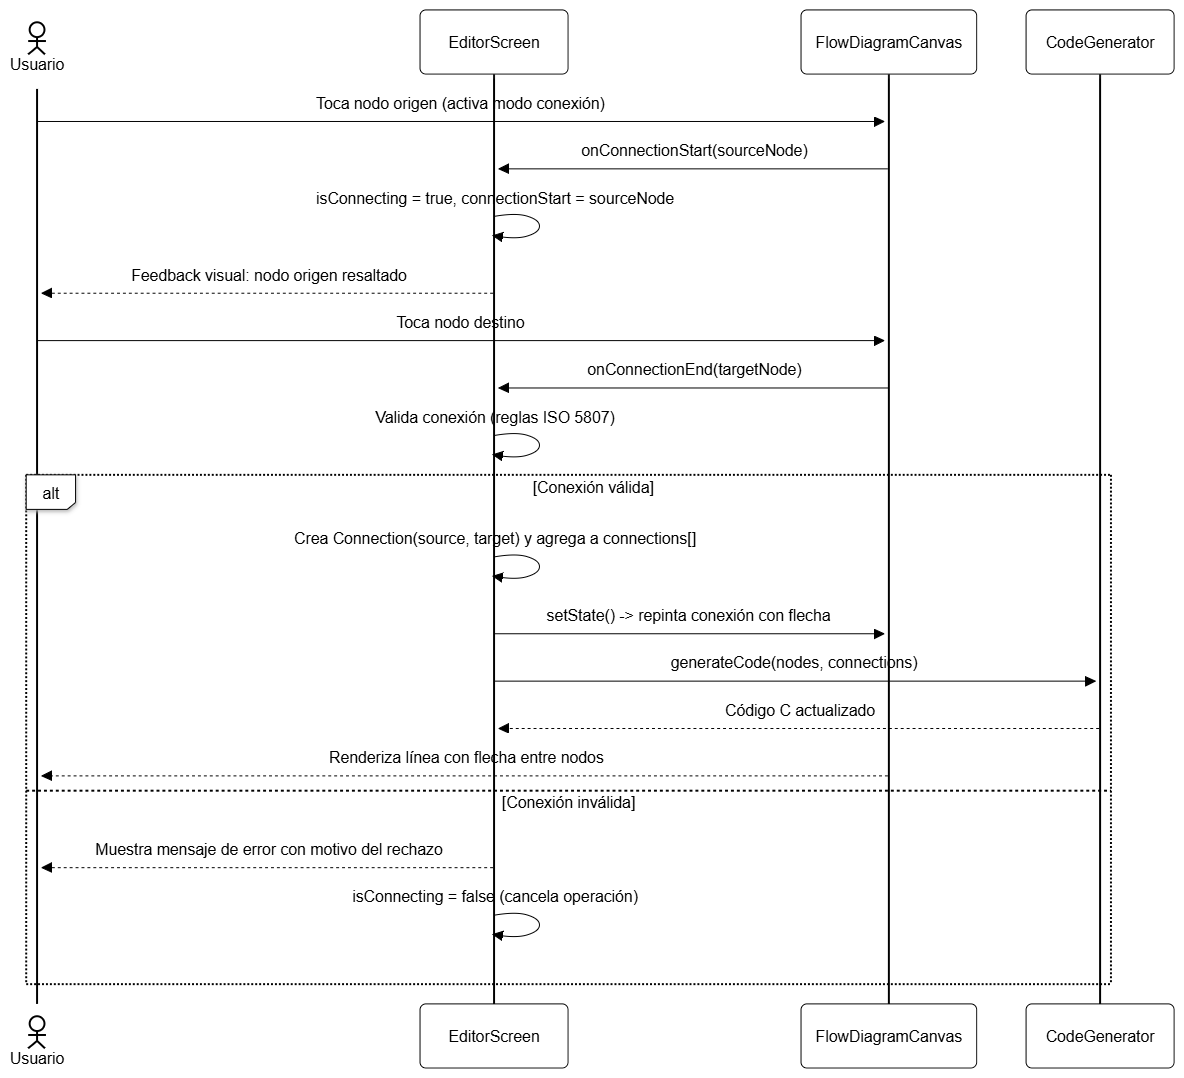 EditorScreen
FlowDiagramCanvas
CodeGenerator
Usuario
Toca nodo origen (activa modo conexión)
onConnectionStart(sourceNode)
isConnecting = true, connectionStart = sourceNode
Feedback visual: nodo origen resaltado
Toca nodo destino
onConnectionEnd(targetNode)
Valida conexión (reglas ISO 5807)
alt
[Conexión válida]
Crea Connection(source, target) y agrega a connections[]
setState() -> repinta conexión con flecha
generateCode(nodes, connections)
Código C actualizado
Renderiza línea con flecha entre nodos
[Conexión inválida]
Muestra mensaje de error con motivo del rechazo
isConnecting = false (cancela operación)
EditorScreen
FlowDiagramCanvas
CodeGenerator
Usuario